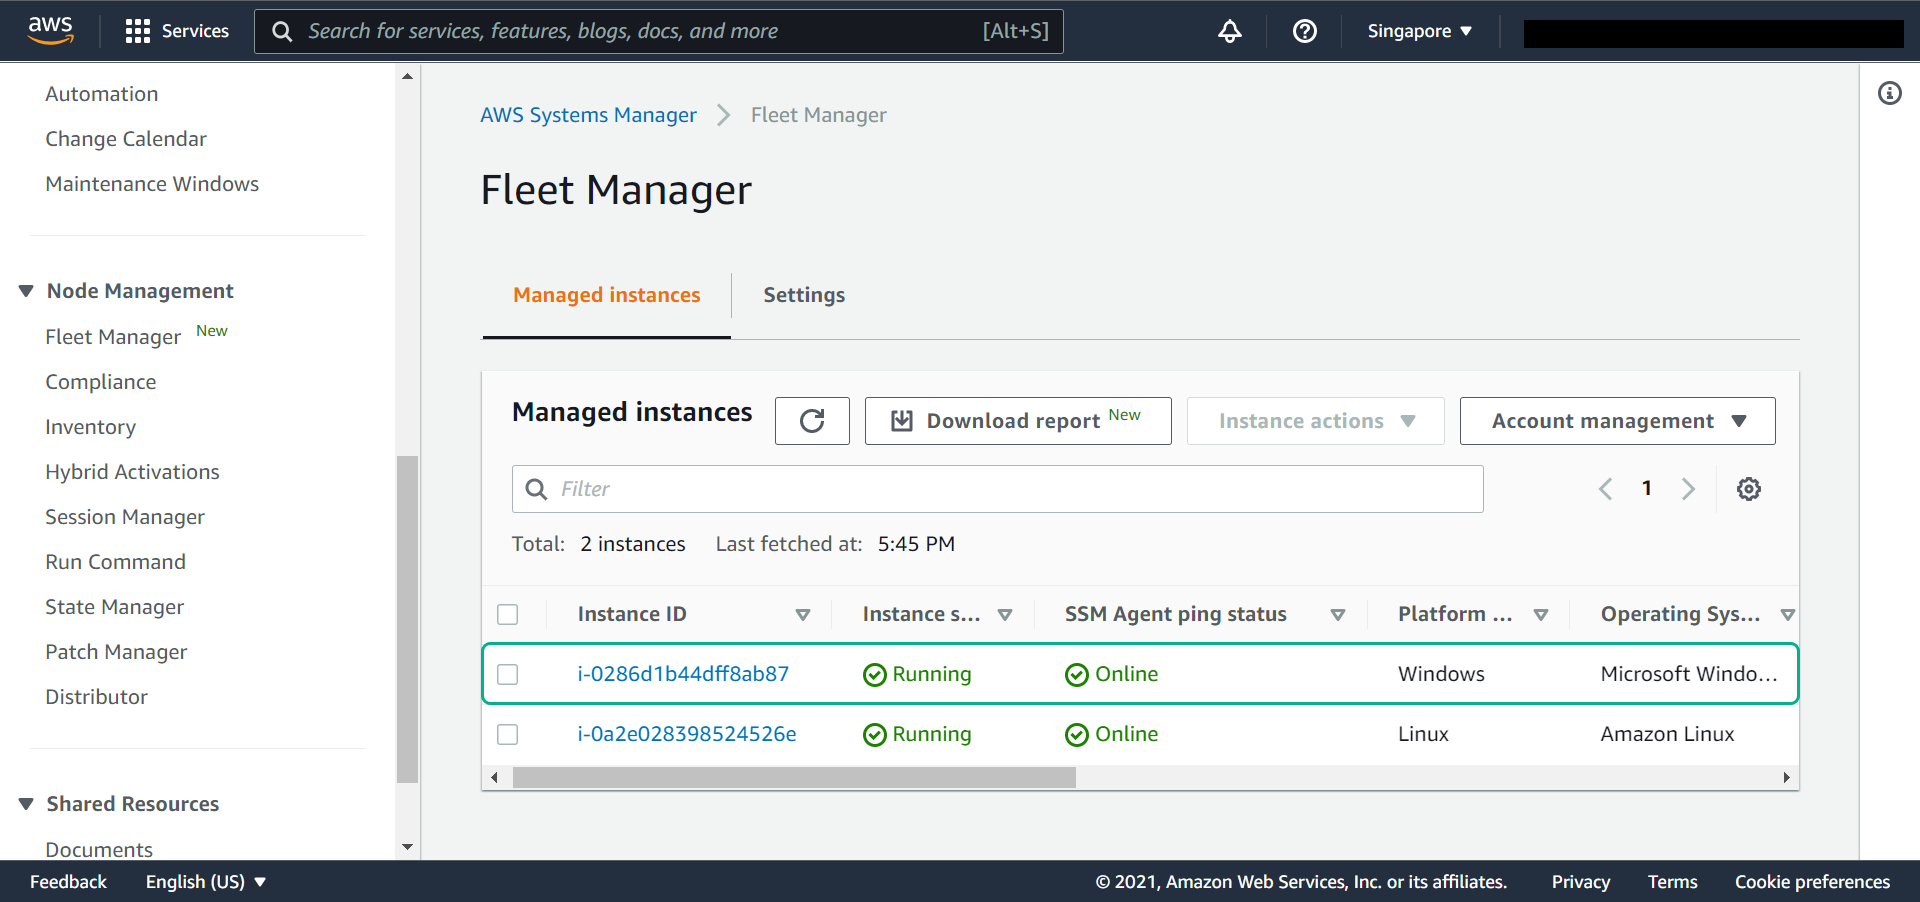 aws Services Search for services, features, blogs, docs, and more [Alt+S] Singapore
Automation
Change Calendar
Maintenance Windows
Node Management
Fleet Manager New
Compliance
Inventory
Hybrid Activations
Session Manager
Run Command
State Manager
Patch Manager
Distributor
Shared Resources
Documents
AWS Systems Manager Fleet Manager
Fleet Manager
Managed instances Settings
Managed instances Download report New Instance actions Account management
Filter 1
Total: 2 instances Last fetched at: 5:45 PM
Instance ID Instance s... SSM Agent ping status Platform ... Operating Sys...
i-0286d1b44dff8ab87 Running Online Windows Microsoft Windo...
i-0a2e028398524526e Running Online Linux Amazon Linux
Feedback English (US) © 2021, Amazon Web Services, Inc. or its affiliates. Privacy Terms Cookie preferences